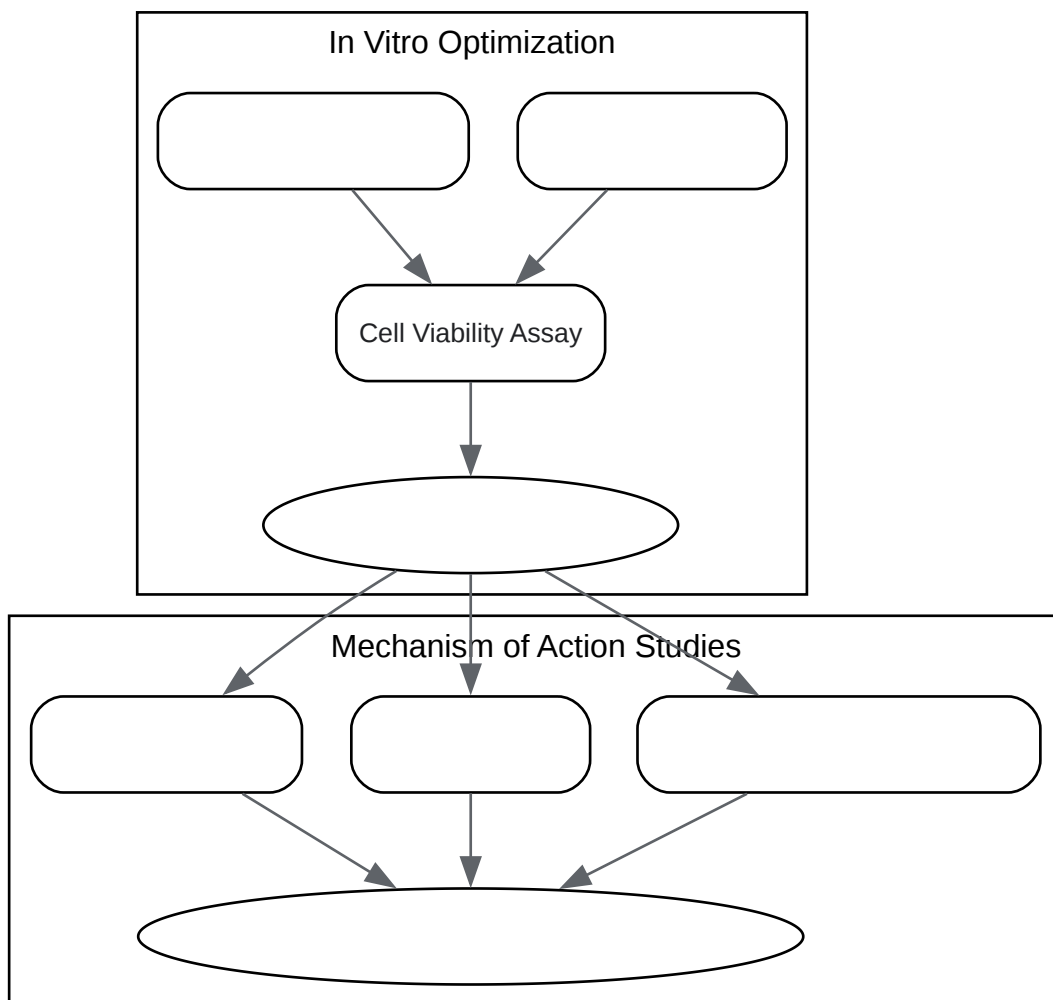 In Vitro Optimization
Cell Viability Assay
Mechanism of Action Studies